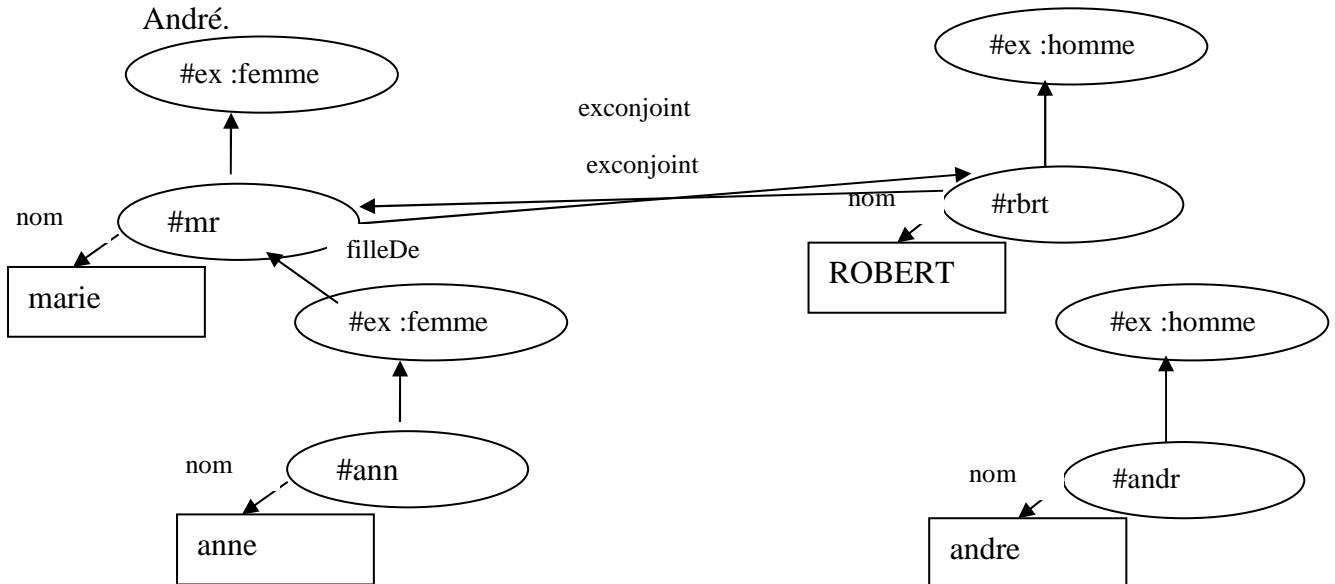 André.
#ex :femme
#ex :homme
exconjoint
exconjoint
nom
#mr
nom
#rbrt
filleDe
marie
ROBERT
#ex :femme
#ex :homme
nom
#ann
nom
#andr
anne
andre